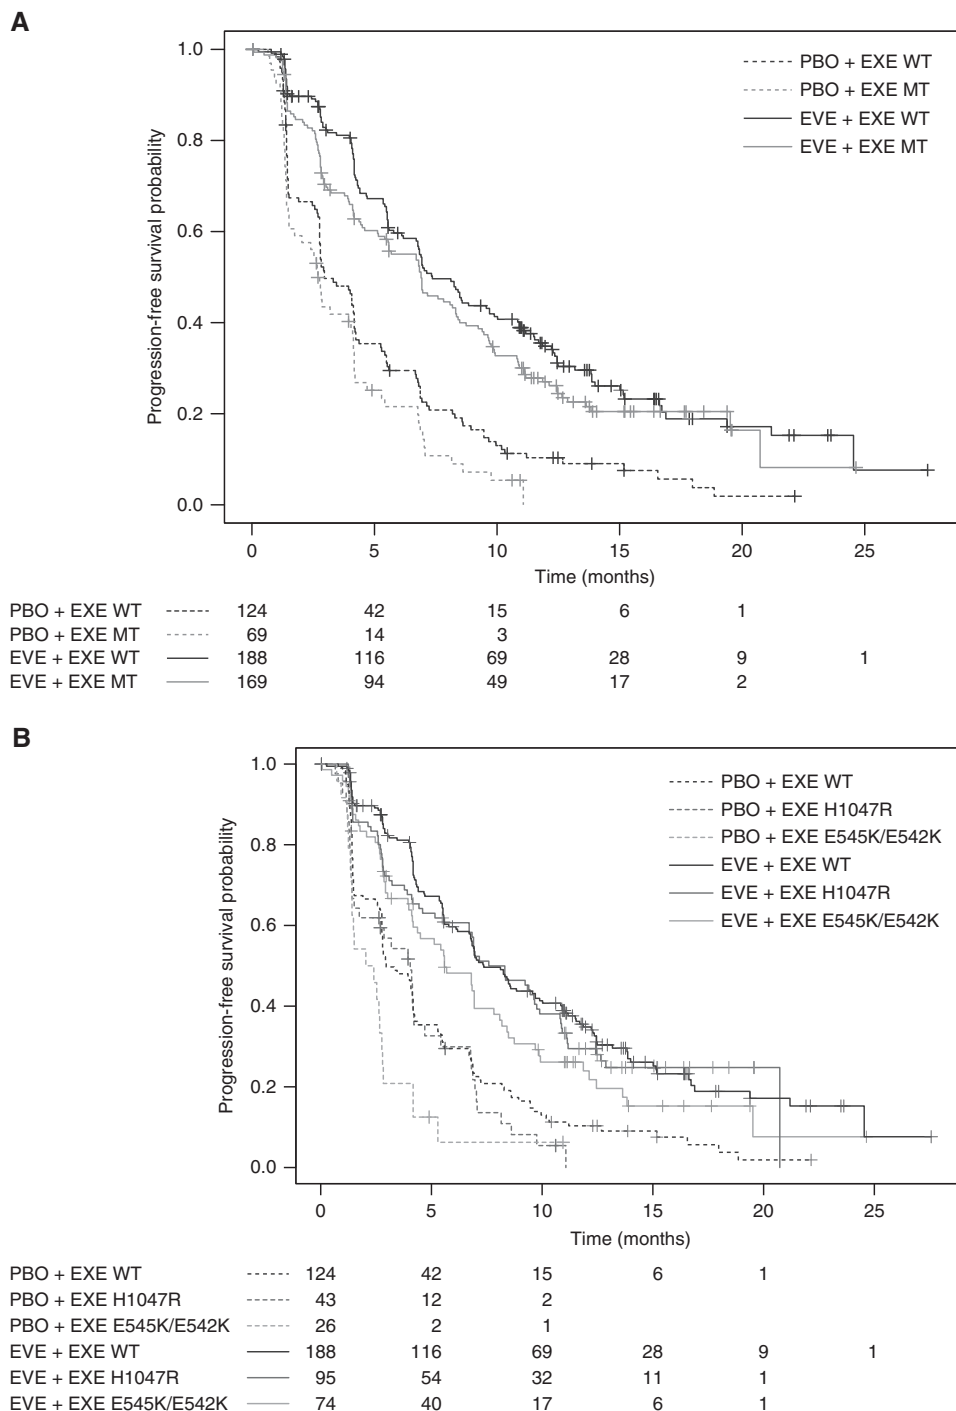 A
Progression-free survival probability
1.0
0.8
0.6
0.4
0.2
0.0
PBO + EXE WT
PBO + EXE MT
EVE + EXE WT
EVE + EXE MT
0 5 10 15 20 25
Time (months)
PBO + EXE WT 124 42 15 6 1
PBO + EXE MT 69 14 3
EVE + EXE WT 188 116 69 28 9 1
EVE + EXE MT 169 94 49 17 2
B
Progression-free survival probability
1.0
0.8
0.6
0.4
0.2
0.0
PBO + EXE WT
PBO + EXE H1047R
PBO + EXE E545K/E542K
EVE + EXE WT
EVE + EXE H1047R
EVE + EXE E545K/E542K
0 5 10 15 20 25
Time (months)
PBO + EXE WT 124 42 15 6 1
PBO + EXE H1047R 43 12 2
PBO + EXE E545K/E542K 26 2 1
EVE + EXE WT 188 116 69 28 9 1
EVE + EXE H1047R 95 54 32 11 1
EVE + EXE E545K/E542K 74 40 17 6 1